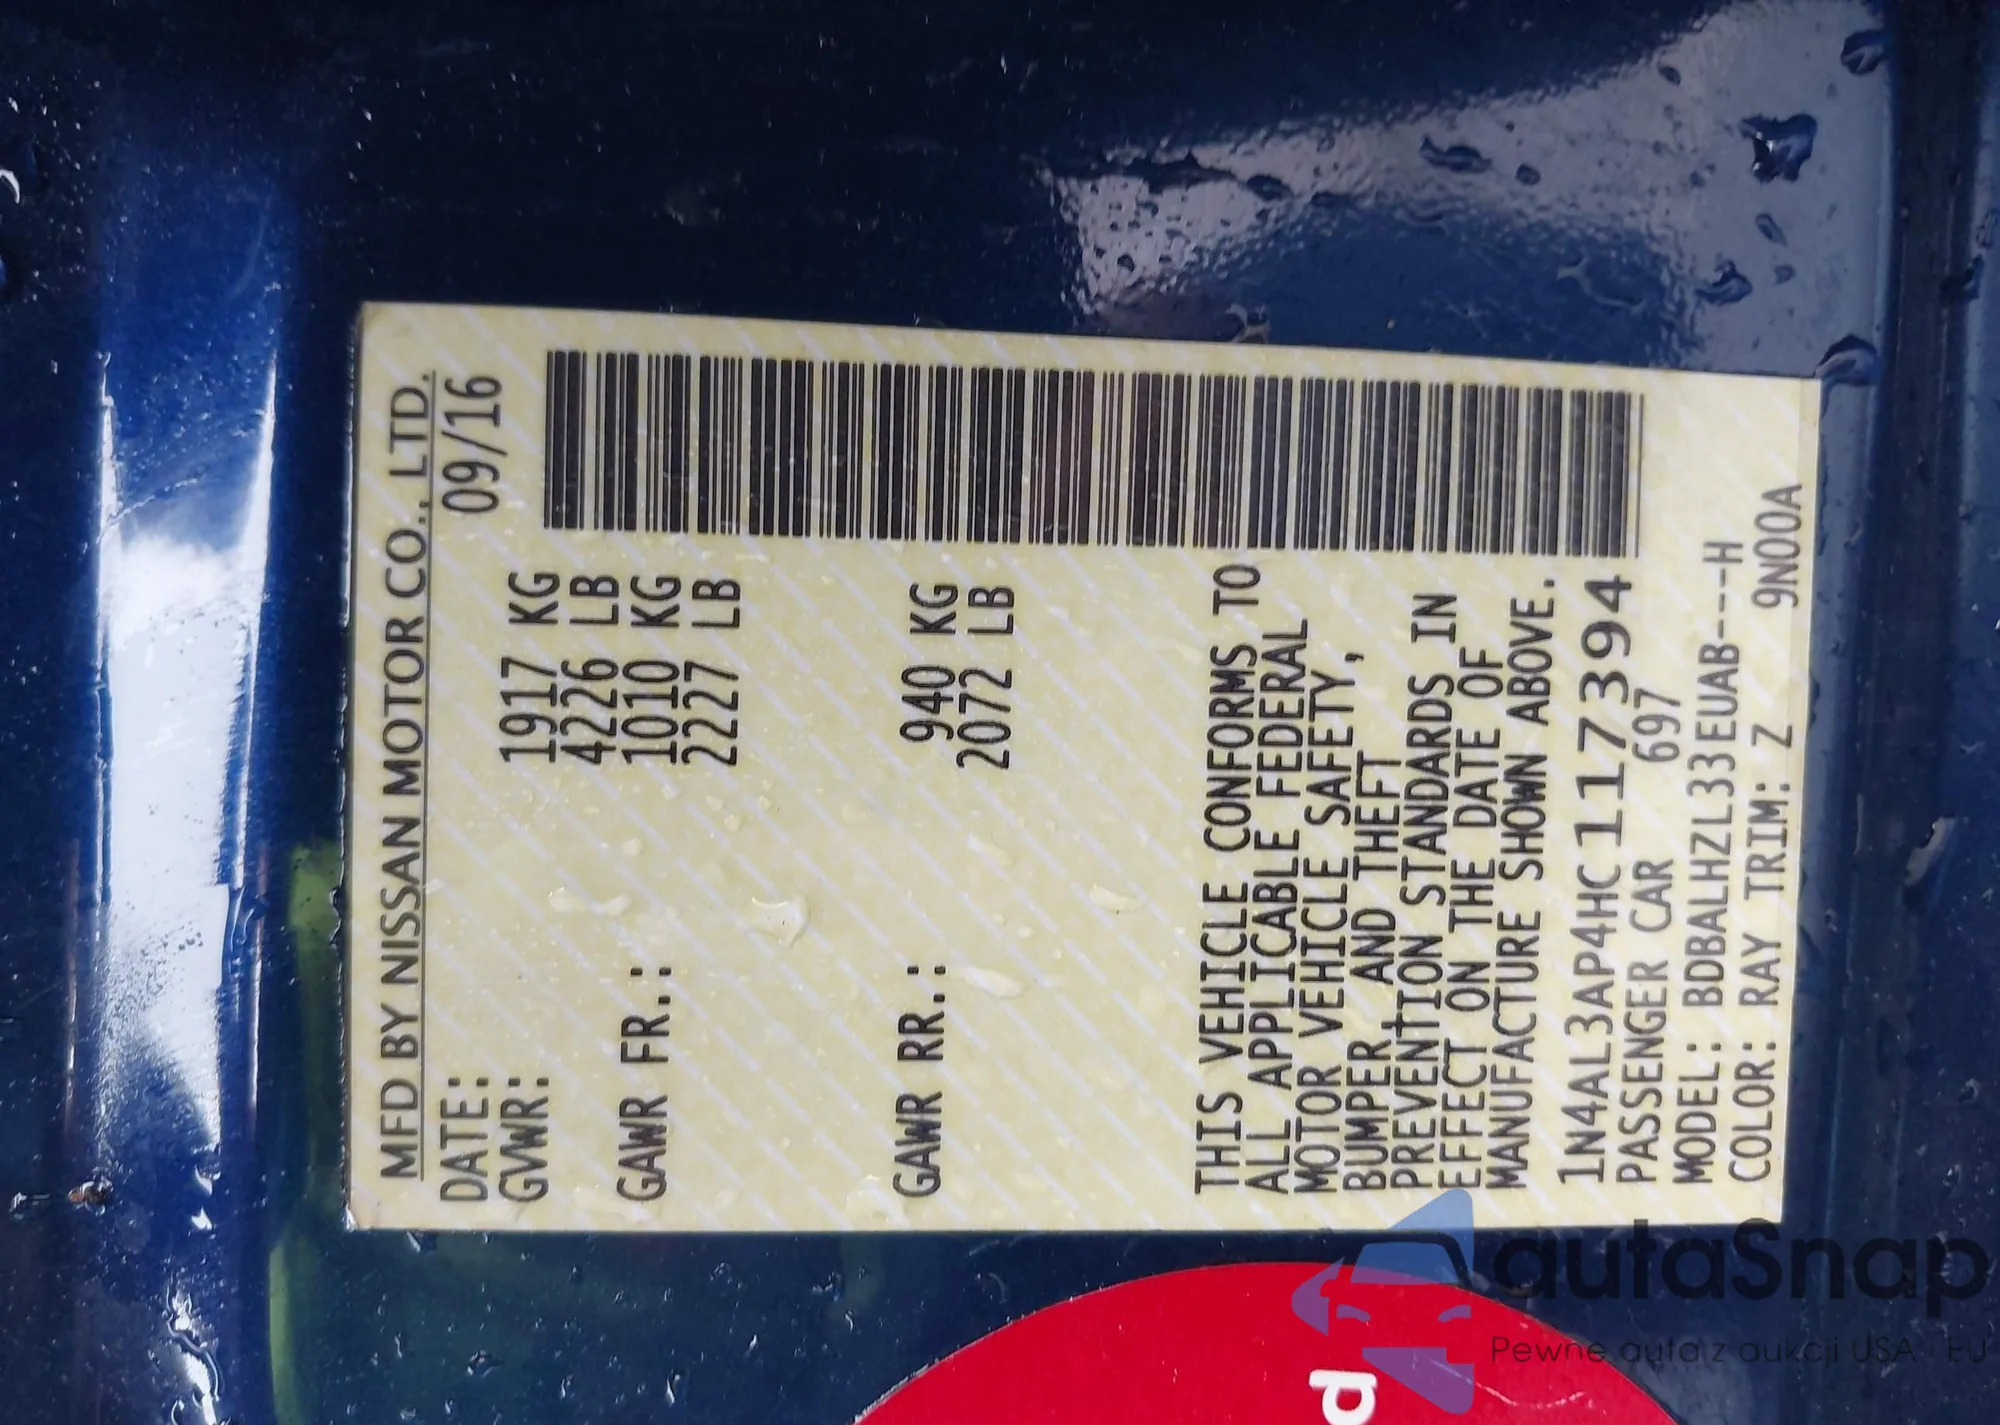 MFD BY NISSAN MOTOR CO., LTD.
DATE: 09/16
GVWR: 1917 KG
4226 LB
GAWR FR.: 1010 KG
2227 LB
GAWR RR.: 940 KG
2072 LB
THIS VEHICLE CONFORMS TO
ALL APPLICABLE FEDERAL
MOTOR VEHICLE SAFETY,
BUMPER, AND THEFT
PREVENTION STANDARDS IN
EFFECT ON THE DATE OF
MANUFACTURE SHOWN ABOVE.
1N4AL3AP4HC117394
PASSENGER CAR 697
MODEL: BDBALHZL33EUAB---H
COLOR: RAY TRIM: Z 9N00A
autaSnap
Pewne auta z aukcji USA i EU
d